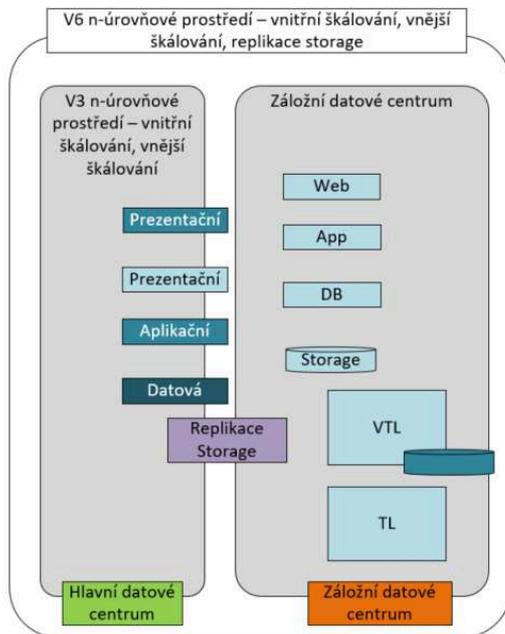 V6 n-úrovňové prostředí – vnitřní škálování, vnější
škálování, replikace storage
V3 n-úrovňové
prostředí – vnitřní
škálování, vnější
škálování
Prezentační
Prezentační
Aplikační
Datová
Replikace
Storage
Hlavní datové
centrum
Záložní datové centrum
Web
App
DB
Storage
VTL
TL
Záložní datové
centrum